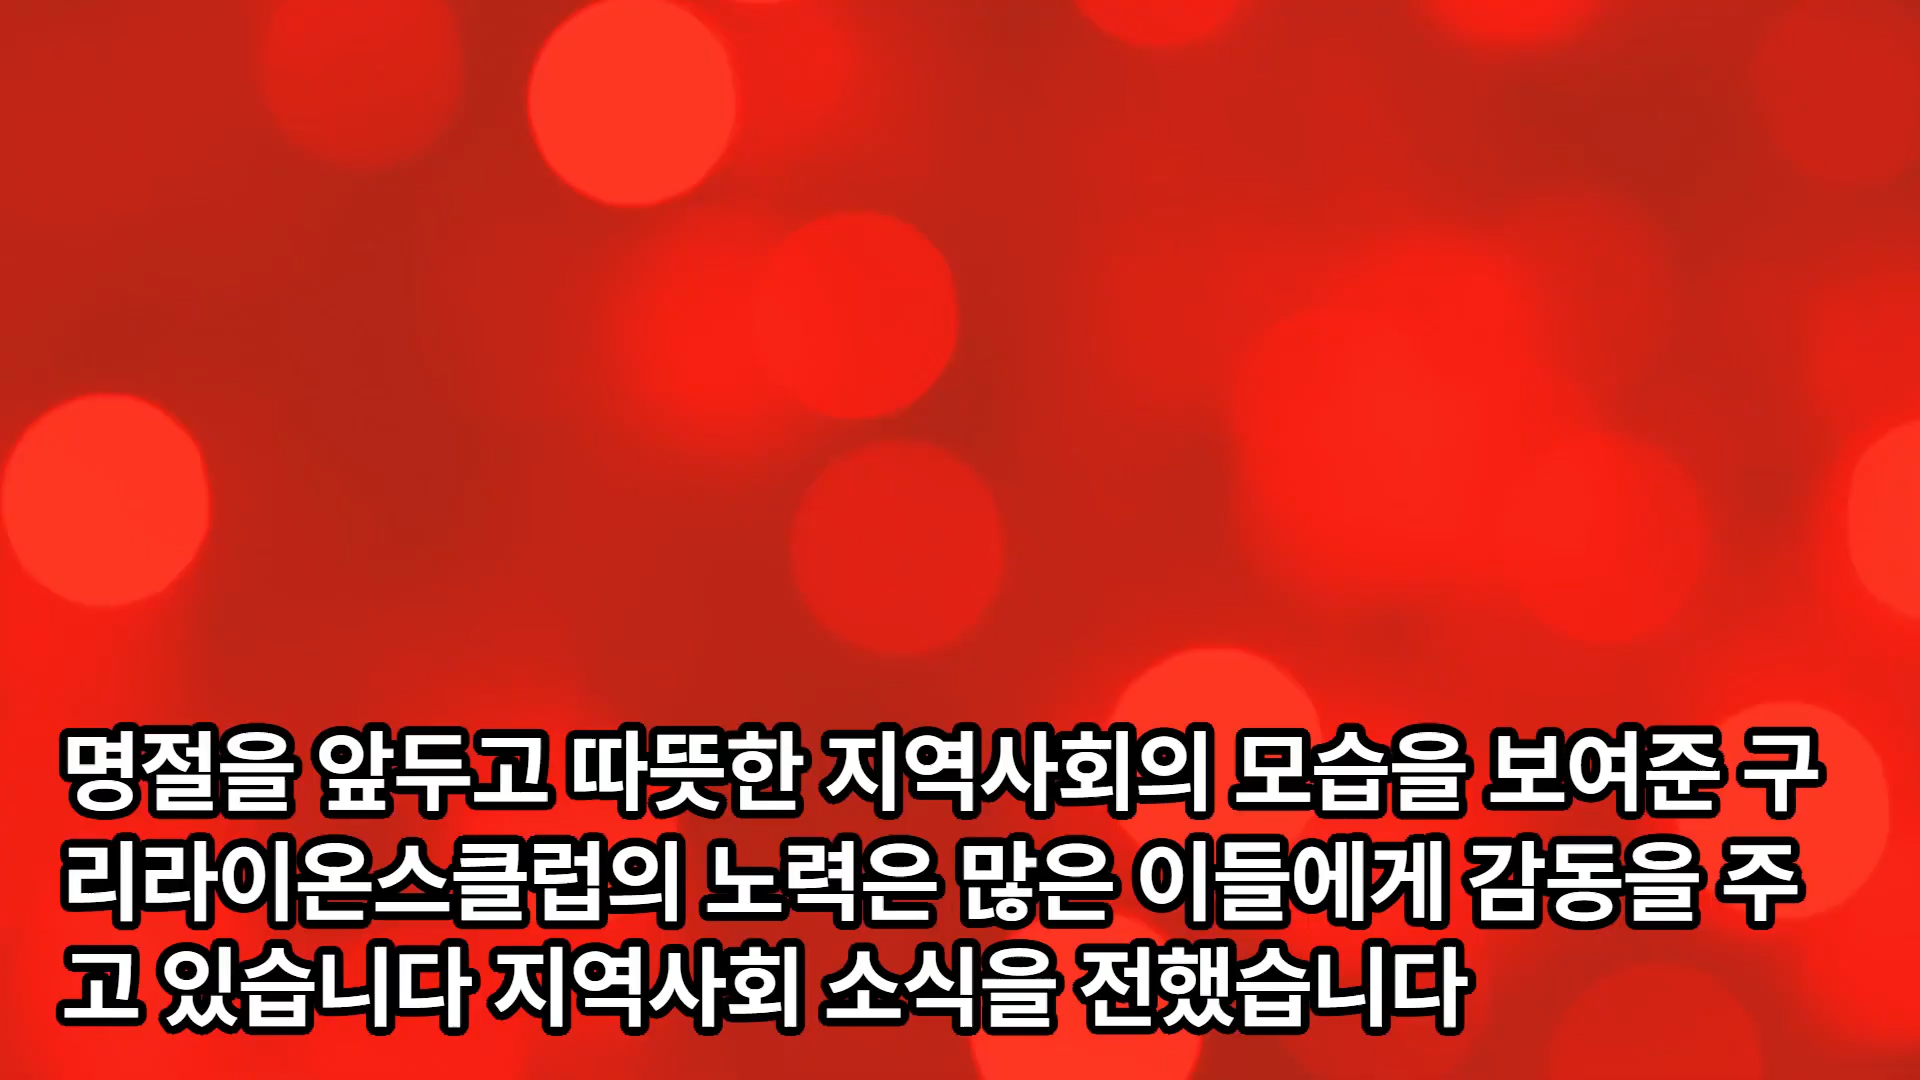 명절을 앞두고 따뜻한 지역사회의 모습을 보여준 구
리라이온스클럽의 노력은 많은 이들에게 감동을 주
고 있습니다 지역사회 소식을 전했습니다